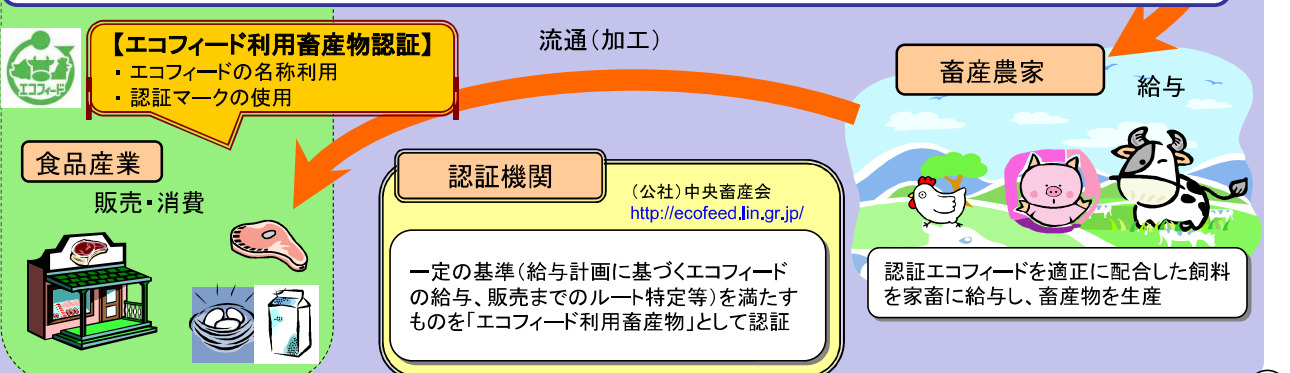 【エコフィード利用畜産物認証】
・ エコフィードの名称利用
・ 認証マークの使用
エコフィード
食品産業
販売・消費
流通（加工）
認証機関
（公社）中央畜産会
http://ecofeed.lin.gr.jp/
一定の基準（給与計画に基づくエコフィード
の給与、販売までのルート特定等）を満たす
ものを「エコフィード利用畜産物」として認証
畜産農家
給与
認証エコフィードを適正に配合した飼料
を家畜に給与し、畜産物を生産